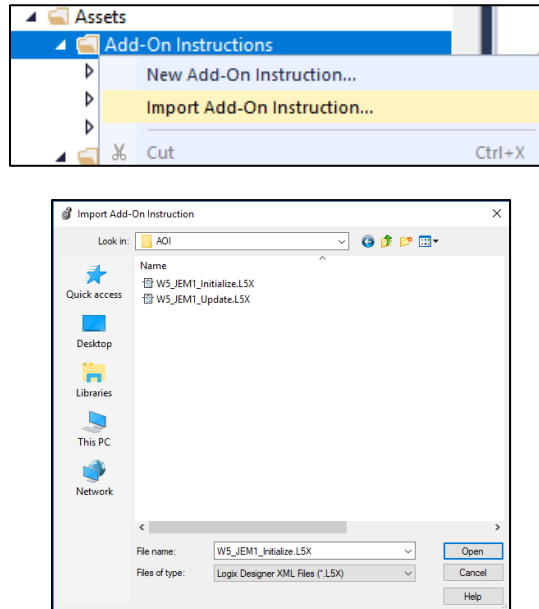 Assets
Add-On Instructions
New Add-On Instruction...
Import Add-On Instruction...
Cut Ctrl+X
Import Add-On Instruction
Look in: AOI
Name
W5_JEM1_Initialize.L5X
W5_JEM1_Update.L5X
Quick access
Desktop
Libraries
This PC
Network
File name: W5_JEM1_Initialize.L5X Open
Files of type: Logix Designer XML Files (*.L5X) Cancel
Help